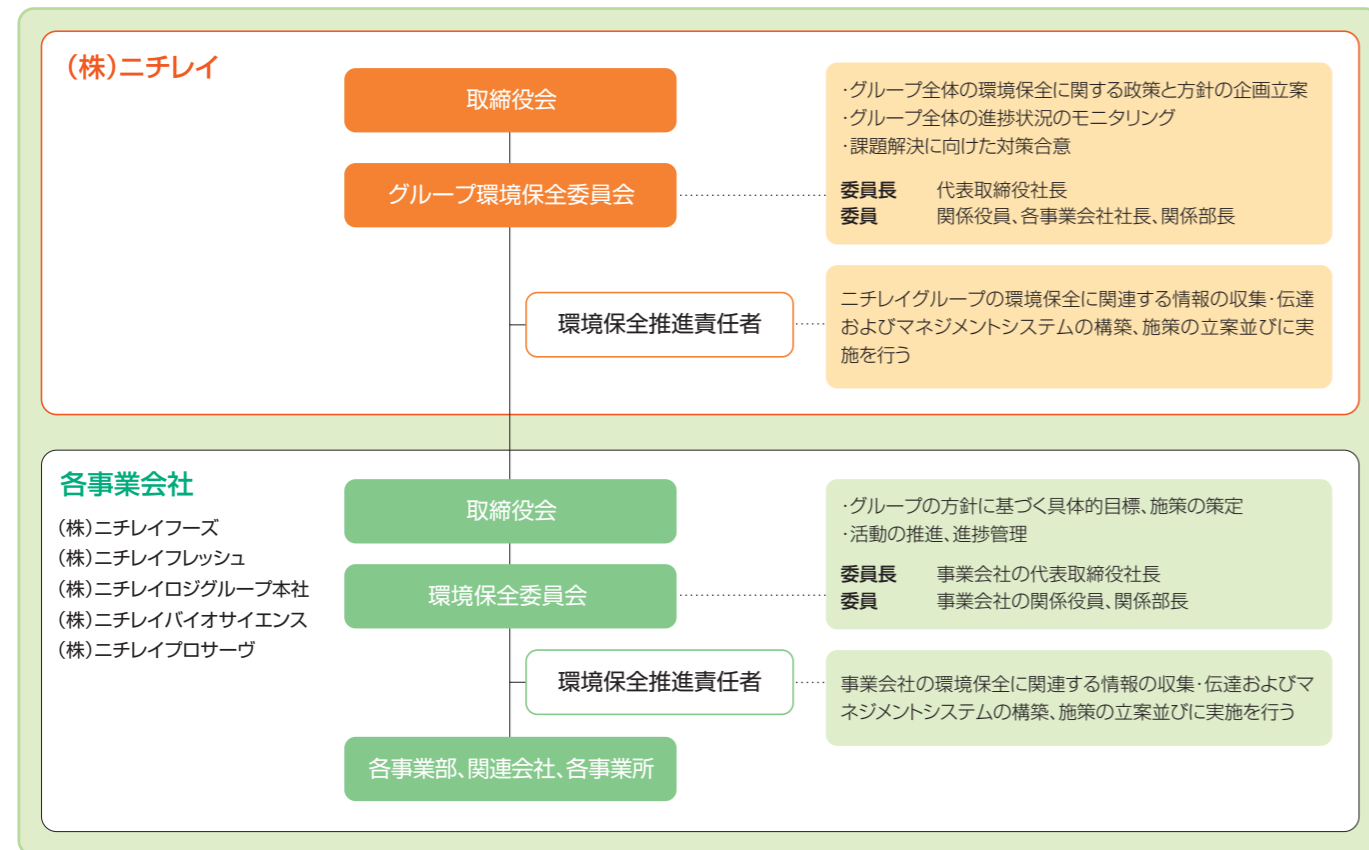 (株)ニチレイ
取締役会
グループ環境保全委員会
・グループ全体の環境保全に関する政策と方針の企画立案
・グループ全体の進捗状況のモニタリング
・課題解決に向けた対策合意
委員長 代表取締役社長
委員 関係役員、各事業会社社長、関係部長
環境保全推進責任者
ニチレイグループの環境保全に関連する情報の収集・伝達
およびマネジメントシステムの構築、施策の立案並びに実
施を行う
各事業会社
(株)ニチレイフーズ
(株)ニチレイフレッシュ
(株)ニチレイロジグループ本社
(株)ニチレイバイオサイエンス
(株)ニチレイプロサーヴ
取締役会
環境保全委員会
・グループの方針に基づく具体的目標、施策の策定
・活動の推進、進捗管理
委員長 事業会社の代表取締役社長
委員 事業会社の関係役員、関係部長
環境保全推進責任者
事業会社の環境保全に関連する情報の収集・伝達およびマ
ネジメントシステムの構築、施策の立案並びに実施を行う
各事業部、関連会社、各事業所